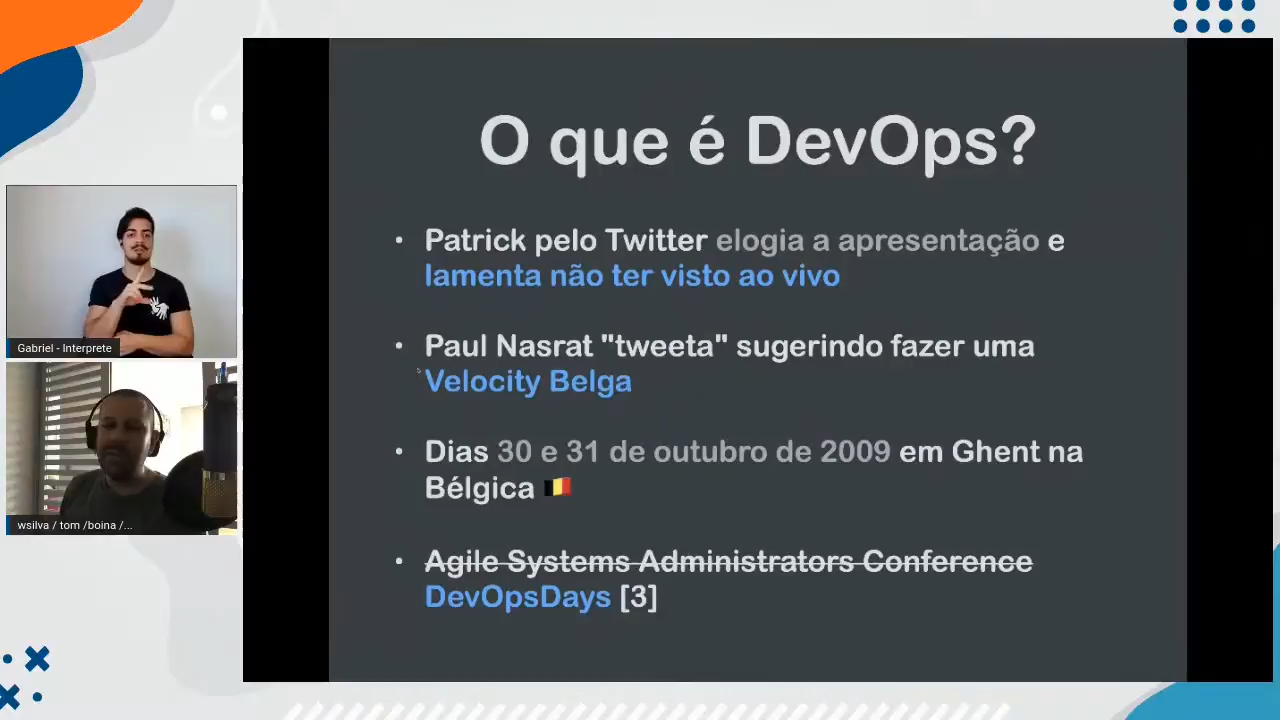 O que é DevOps?
• Patrick pelo Twitter elogia a apresentação e
lamenta não ter visto ao vivo
• Paul Nasrat "tweeta" sugerindo fazer uma
Velocity Belga
• Dias 30 e 31 de outubro de 2009 em Ghent na
Bélgica
• Agile Systems Administrators Conference
DevOpsDays [3]
Gabriel - Interprete
wsilva / tom /boina /...